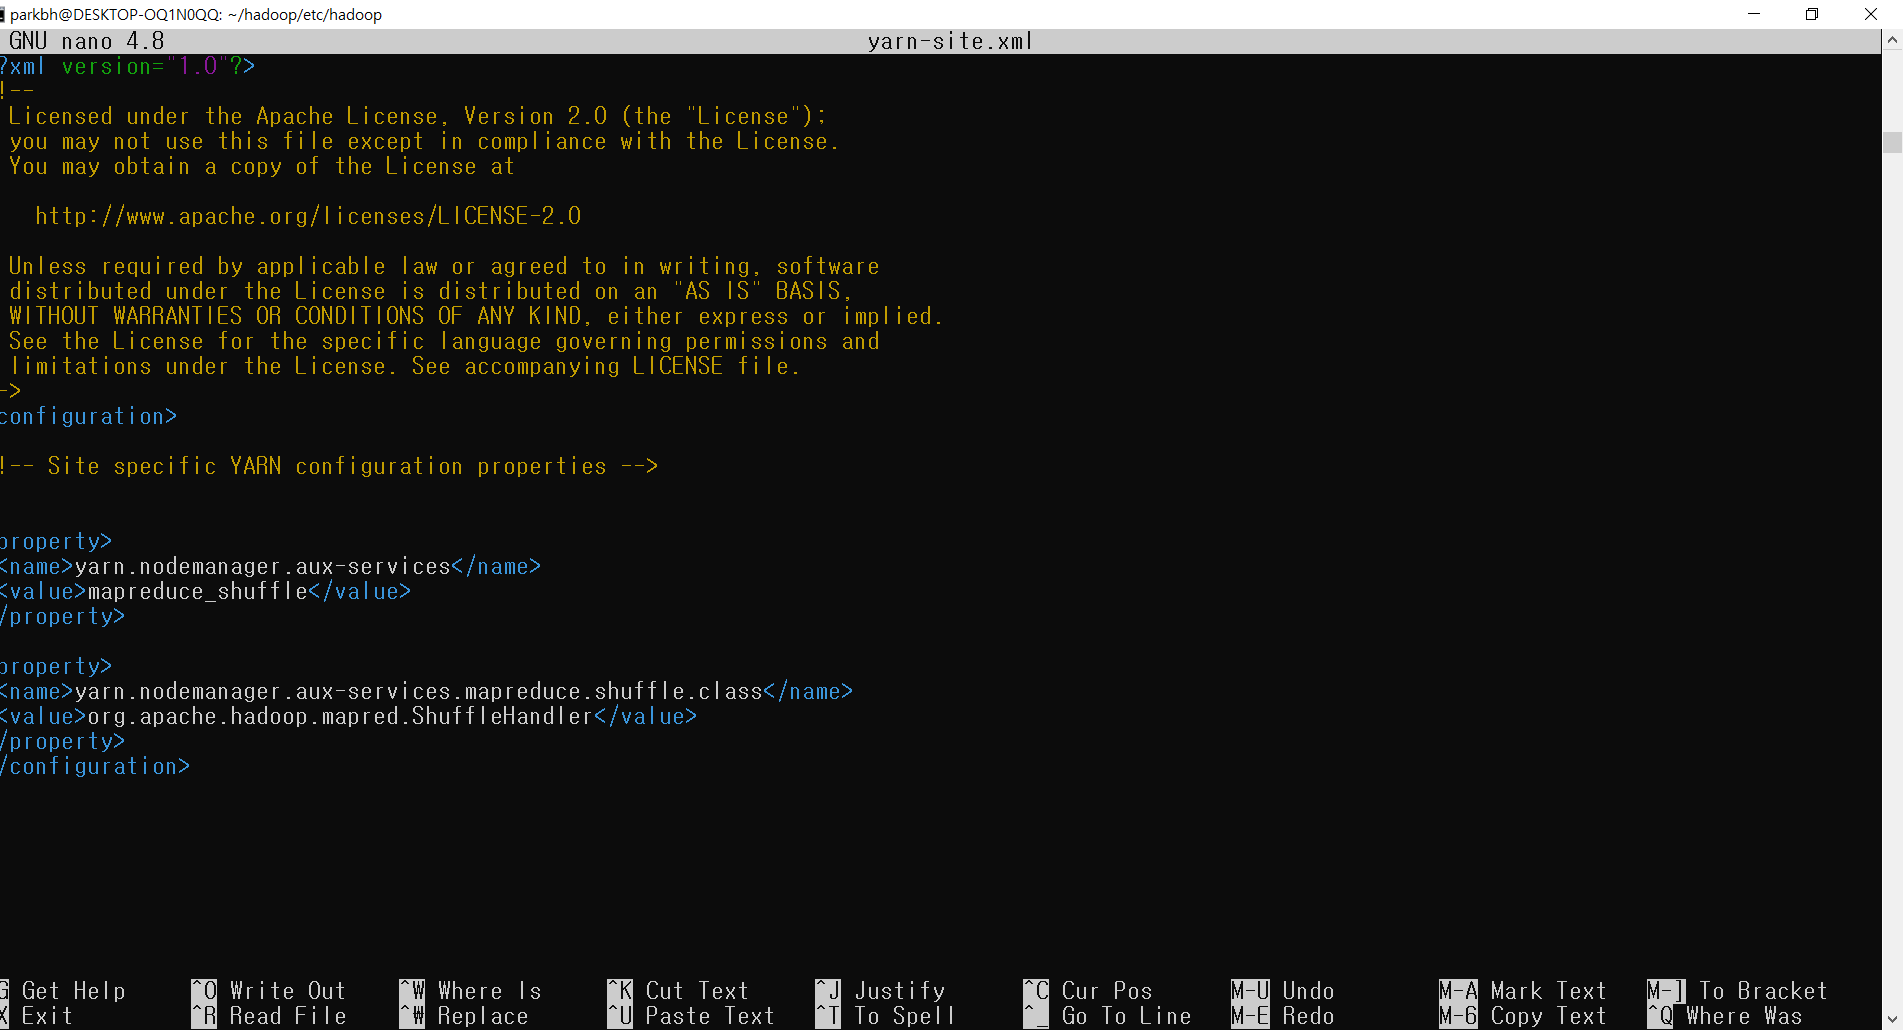 parkbh@DESKTOP-OQ1N0QQ: ~/hadoop/etc/hadoop
GNU nano 4.8 yarn-site.xml
?xml version="1.0"?>
!--
Licensed under the Apache License, Version 2.0 (the "License");
you may not use this file except in compliance with the License.
You may obtain a copy of the License at
http://www.apache.org/licenses/LICENSE-2.0
Unless required by applicable law or agreed to in writing, software
distributed under the License is distributed on an "AS IS" BASIS,
WITHOUT WARRANTIES OR CONDITIONS OF ANY KIND, either express or implied.
See the License for the specific language governing permissions and
limitations under the License. See accompanying LICENSE file.
->
configuration>
!-- Site specific YARN configuration properties -->
property>
<name>yarn.nodemanager.aux-services</name>
<value>mapreduce_shuffle</value>
/property>
property>
<name>yarn.nodemanager.aux-services.mapreduce.shuffle.class</name>
<value>org.apache.hadoop.mapred.ShuffleHandler</value>
/property>
/configuration>
G Get Help ^O Write Out ^W Where Is ^K Cut Text ^J Justify ^C Cur Pos M-U Undo M-A Mark Text M-] To Bracket
X Exit ^R Read File ^₩ Replace ^U Paste Text ^T To Spell ^_ Go To Line M-E Redo M-6 Copy Text ^Q Where Was